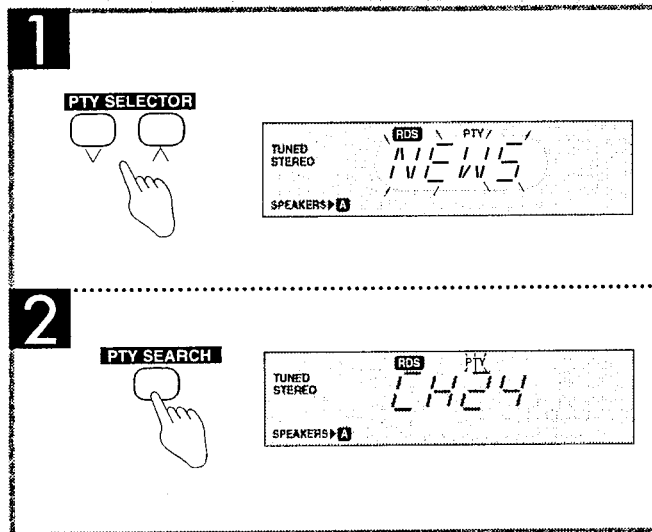 1
PTY SELECTOR
RDS PTY
TUNED
STEREO
NEWS
SPEAKERS▶A
2
PTY SEARCH
RDS PTY
TUNED
STEREO
CH24
SPEAKERS▶A